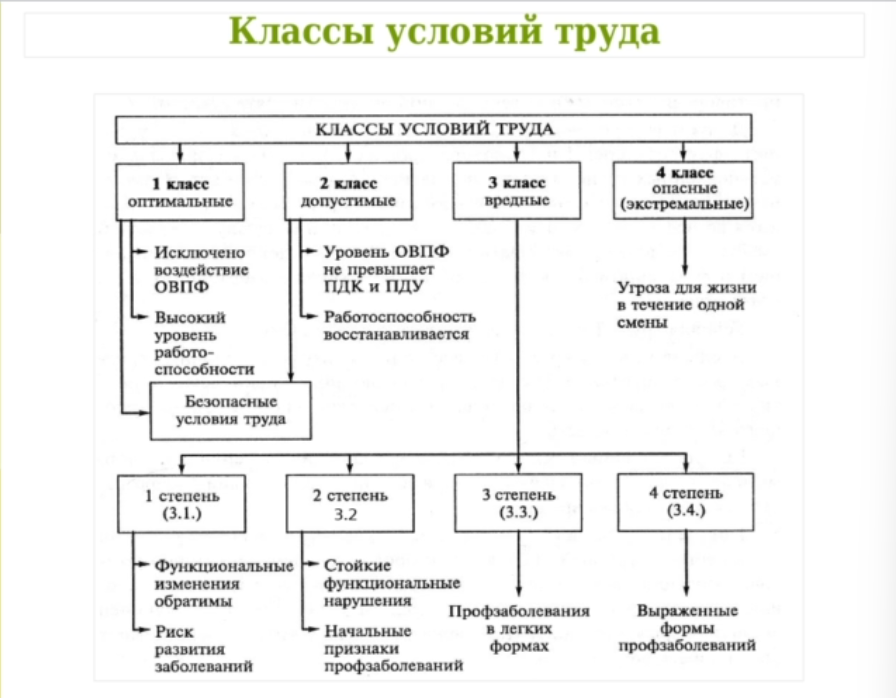 Классы условий труда
КЛАССЫ УСЛОВИЙ ТРУДА
1 класс
оптимальные
2 класс
допустимые
3 класс
вредные
4 класс
опасные
(экстремальные)
Исключено
воздействие
ОВПФ
Высокий
уровень
работо-
способности
Уровень ОВПФ
не превышает
ПДК и ПДУ
Работоспособность
восстанавливается
Угроза для жизни
в течение одной
смены
Безопасные
условия труда
1 степень
(3.1.)
2 степень
3.2
3 степень
(3.3.)
4 степень
(3.4.)
Функциональные
изменения
обратимы
Риск
развития
заболеваний
Стойкие
функциональные
нарушения
Начальные
признаки
профзаболеваний
Профзаболевания
в легких
формах
Выраженные
формы
профзаболеваний